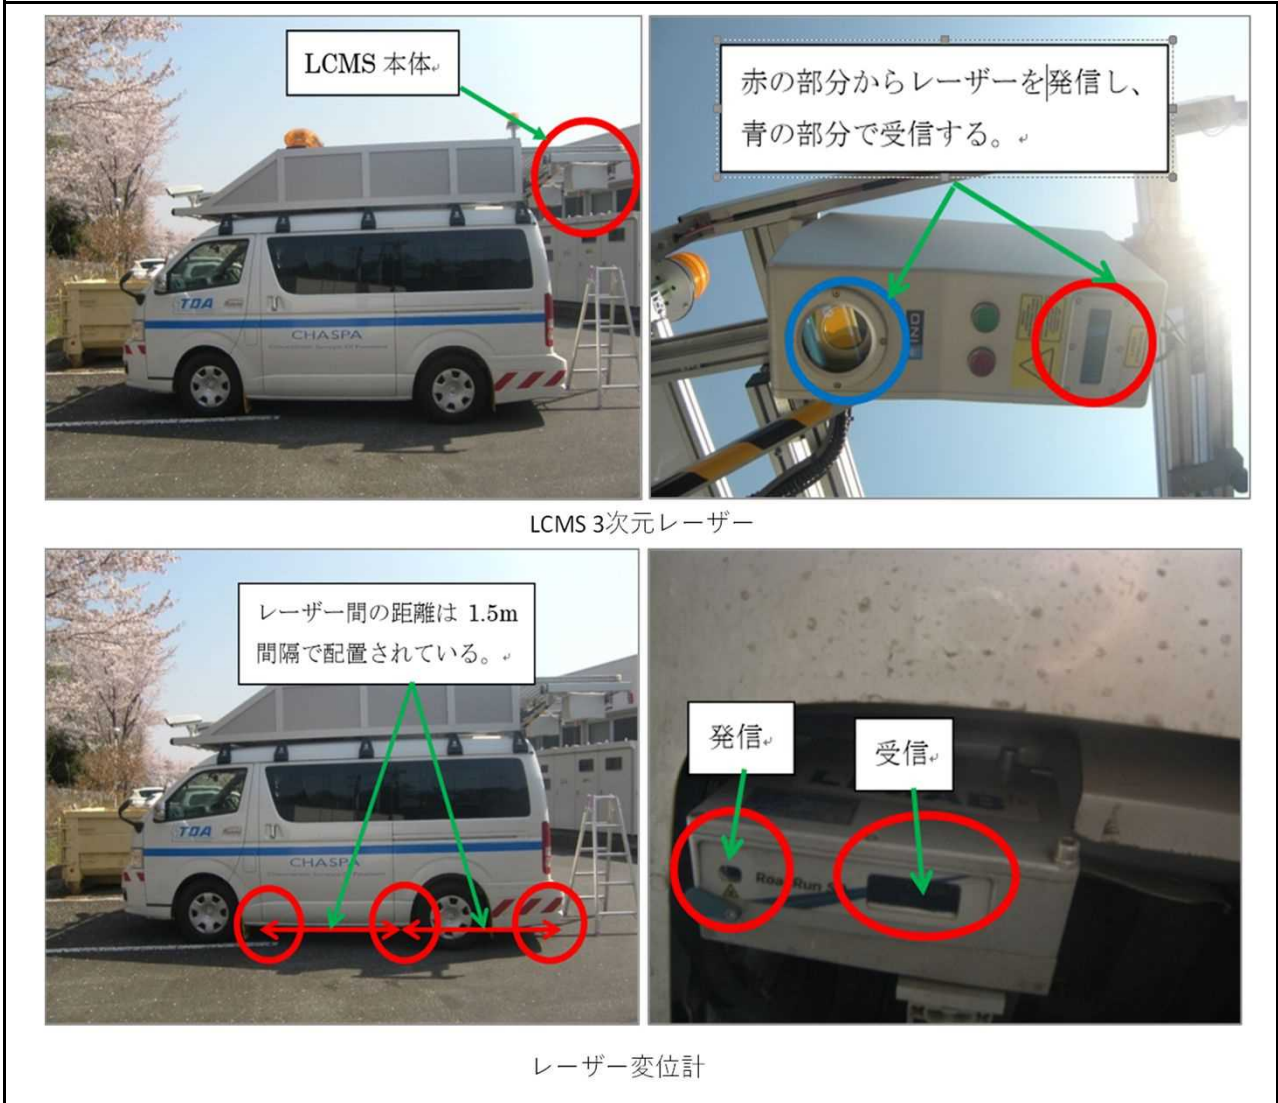 LCMS 本体
赤の部分からレーザーを発信し、
青の部分で受信する。
TDA
CHASPA
LCMS 3次元レーザー
レーザー間の距離は 1.5m
間隔で配置されている。
発信
受信
TDA
CHASPA
レーザー変位計